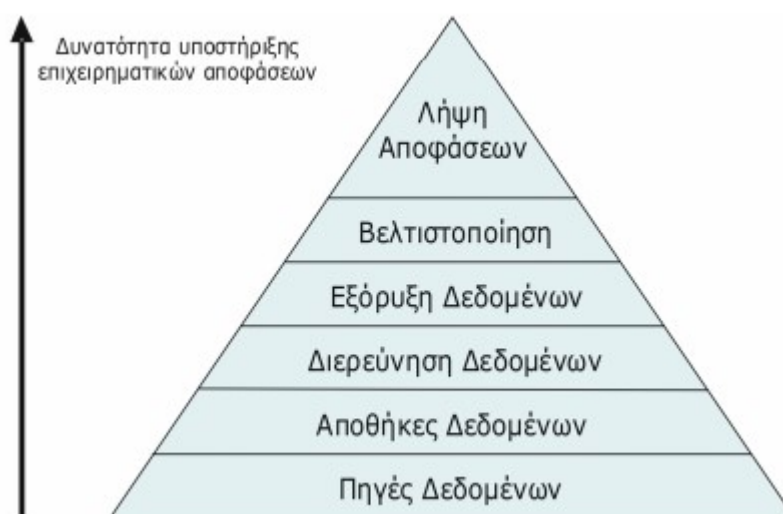 Δυνατότητα υποστήριξης
επιχειρηματικών αποφάσεων
Λήψη
Αποφάσεων
Βελτιστοποίηση
Εξόρυξη Δεδομένων
Διερεύνηση Δεδομένων
Αποθήκες Δεδομένων
Πηγές Δεδομένων